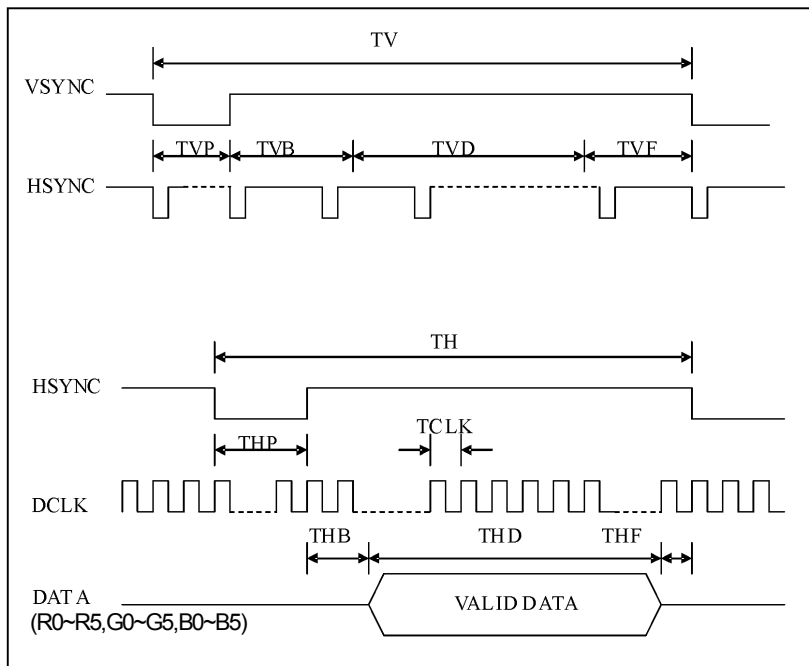 TV
VSYNC
TVP TVB TVD TVF
HSYNC
TH
HSYNC
THP TCLK
DCLK
THB THD THF
DATA VALID DATA
(R0~R5,G0~G5,B0~B5)